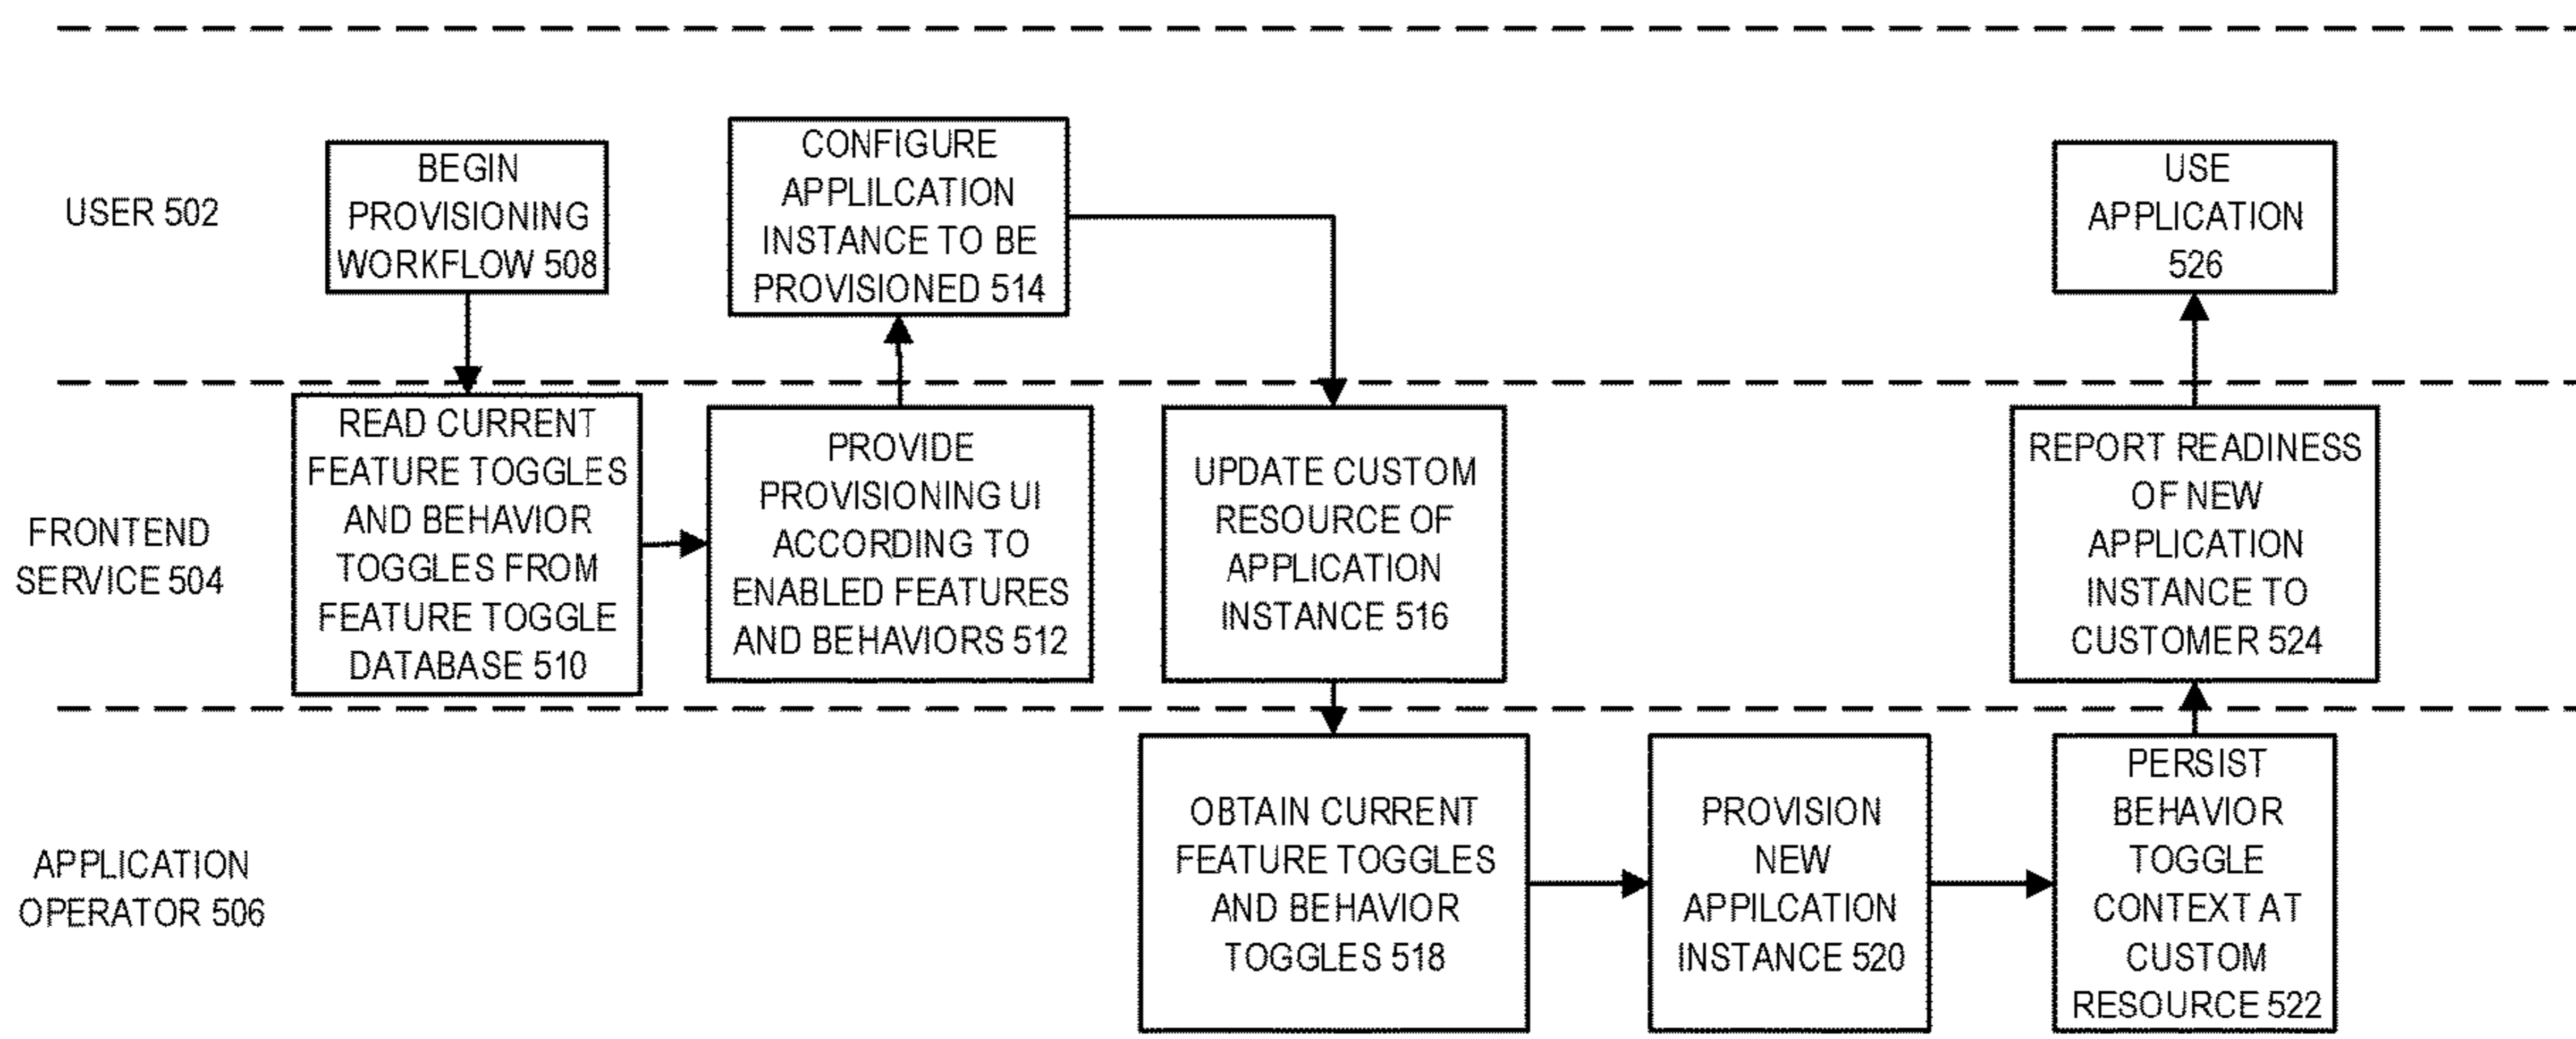 USER 502
BEGIN
PROVISIONING
WORKFLOW 508
CONFIGURE
APPLILCATION
INSTANCE TO BE
PROVISIONED 514
USE
APPLICATION
526
FRONTEND
SERVICE 504
READ CURRENT
FEATURE TOGGLES
AND BEHAVIOR
TOGGLES FROM
FEATURE TOGGLE
DATABASE 510
PROVIDE
PROVISIONING UI
ACCORDING TO
ENABLED FEATURES
AND BEHAVIORS 512
UPDATE CUSTOM
RESOURCE OF
APPLICATION
INSTANCE 516
REPORT READINESS
OF NEW
APPLICATION
INSTANCE TO
CUSTOMER 524
APPLICATION
OPERATOR 506
OBTAIN CURRENT
FEATURE TOGGLES
AND BEHAVIOR
TOGGLES 518
PROVISION
NEW
APPILCATION
INSTANCE 520
PERSIST
BEHAVIOR
TOGGLE
CONTEXT AT
CUSTOM
RESOURCE 522